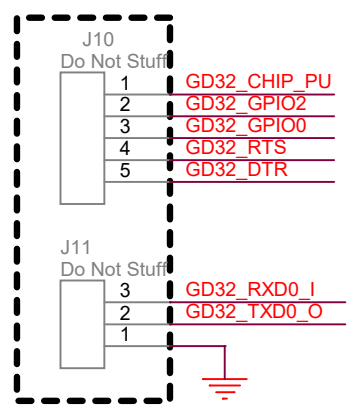 J10
Do Not Stuff
1 GD32_CHIP_PU
2 GD32_GPIO2
3 GD32_GPIO0
4 GD32_RTS
5 GD32_DTR
J11
Do Not Stuff
3 GD32_RXD0_I
2 GD32_TXD0_O
1